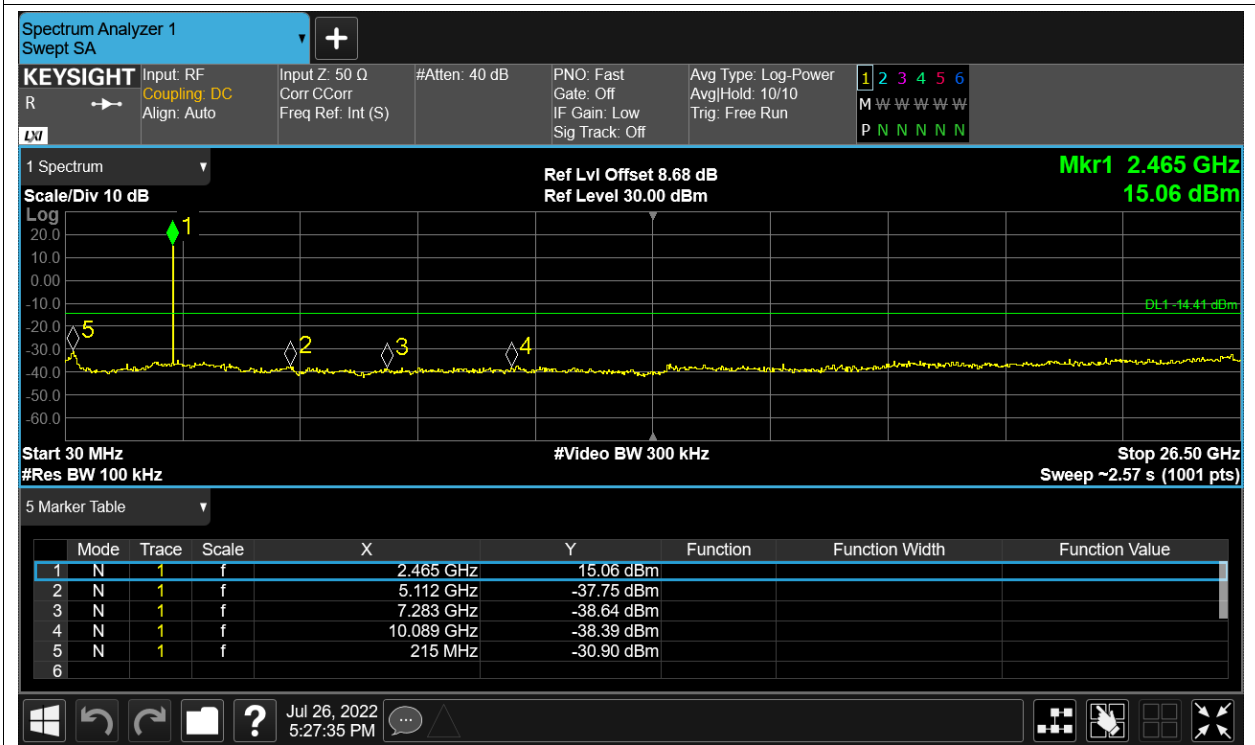 Spectrum Analyzer 1
Swept SA
KEYSIGHT Input: RF Input Z: 50 Ω #Atten: 40 dB PNO: Fast Avg Type: Log-Power 1 2 3 4 5 6
R Coupling: DC Corr CCorr Gate: Off Avg|Hold: 10/10 M W W W W W
Align: Auto Freq Ref: Int (S) IF Gain: Low Trig: Free Run
LXI Sig Track: Off P N N N N N
1 Spectrum Ref Lvl Offset 8.68 dB Mkr1 2.465 GHz
Scale/Div 10 dB Ref Level 30.00 dBm 15.06 dBm
Log
20.0 1
10.0
0.00
-10.0 DL1 -14.41 dBm
-20.0 5
-30.0 2 3 4
-40.0
-50.0
-60.0
Start 30 MHz #Video BW 300 kHz Stop 26.50 GHz
#Res BW 100 kHz Sweep ~2.57 s (1001 pts)
5 Marker Table
Mode Trace Scale X Y Function Function Width Function Value
1 N 1 f 2.465 GHz 15.06 dBm
2 N 1 f 5.112 GHz -37.75 dBm
3 N 1 f 7.283 GHz -38.64 dBm
4 N 1 f 10.089 GHz -38.39 dBm
5 N 1 f 215 MHz -30.90 dBm
6
? Jul 26, 2022
5:27:35 PM